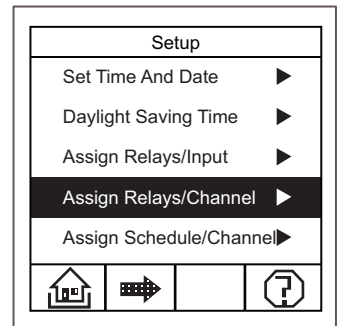 Setup
Set Time And Date
Daylight Saving Time
Assign Relays/Input
Assign Relays/Channel
Assign Schedule/Channel
?